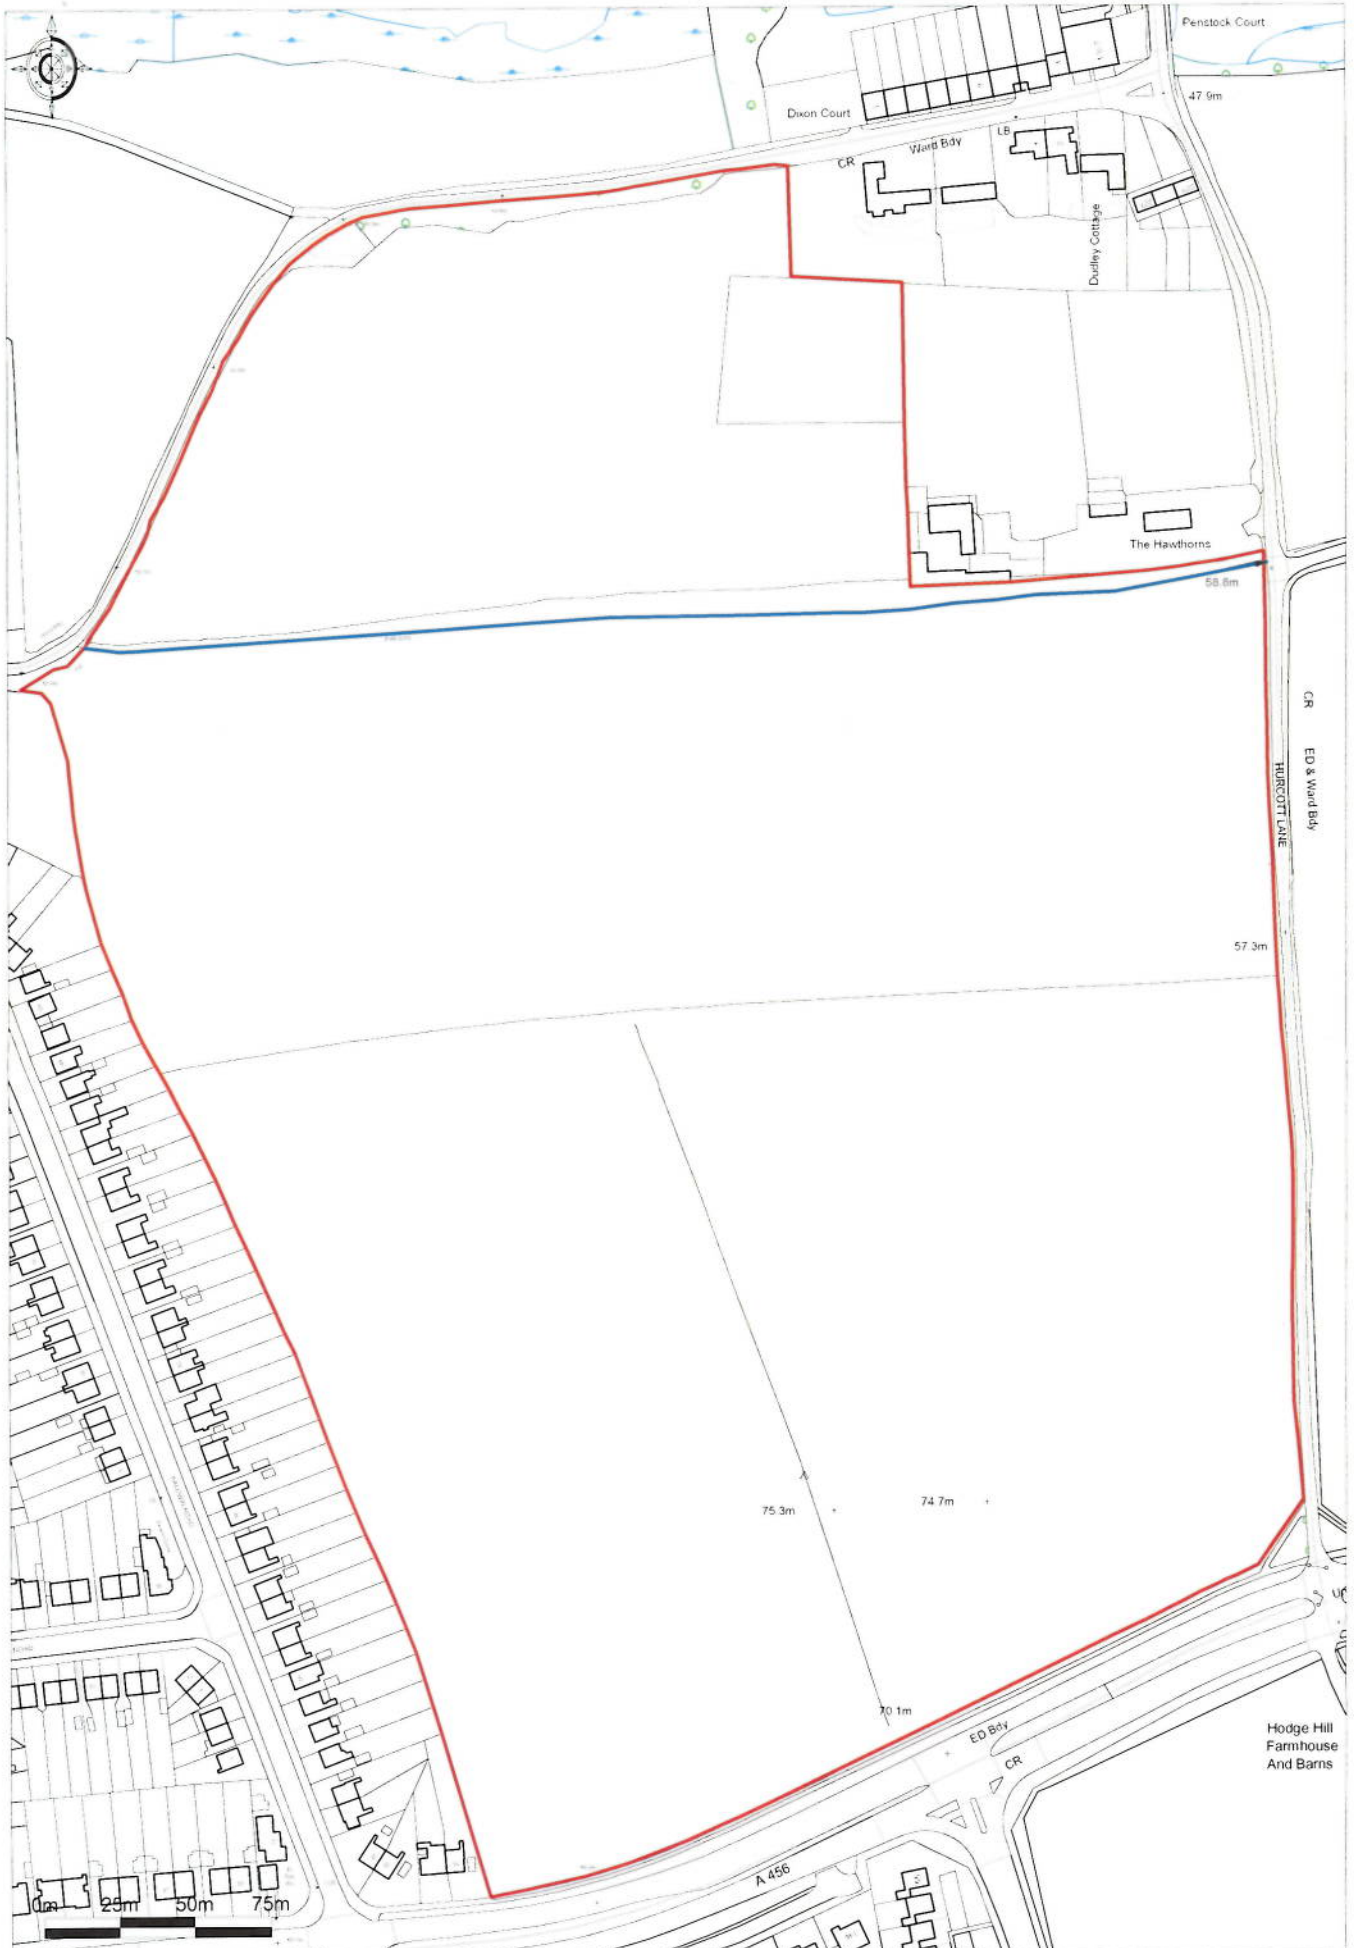 Penstock Court
47.9m
Dixon Court
LB
Ward Bdy
CR
Dudley Cottage
The Hawthorns
58.8m
CR
ED & Ward Bdy
HURCOTT LANE
57.3m
75.3m
74.7m
70.1m
ED Bdy
CR
Hodge Hill
Farmhouse
And Barns
A 456
0m 25m 50m 75m